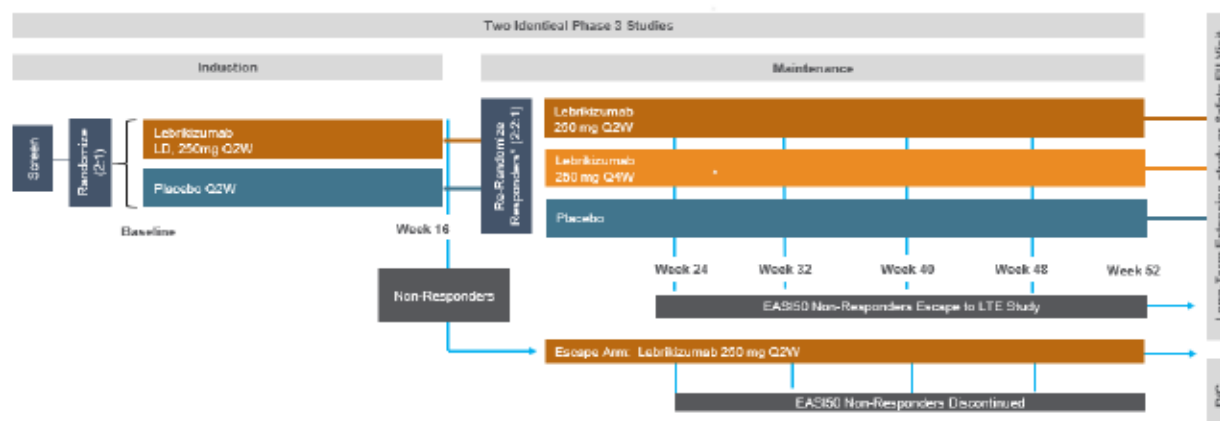 Two Identical Phase 3 Studies
Induction
Maintenance
Screen
Randomize
(2:1)
Lebrikizumab
LD, 250mg Q2W
Placebo Q2W
Baseline
Week 16
Re-Randomize
Responders* (2:2:1)
Lebrikizumab
250 mg Q2W
Lebrikizumab
250 mg Q4W
Placebo
Week 24
Week 32
Week 40
Week 48
Week 52
Non-Responders
EASI50 Non-Responders Escape to LTE Study
Escape Arm: Lebrikizumab 250 mg Q2W
EASI50 Non-Responders Discontinued